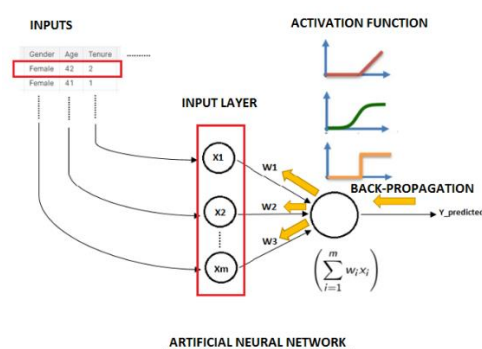 INPUTS
ACTIVATION FUNCTION
Gender Age Tenure
Female 42 2
Female 41 1
INPUT LAYER
X1
W1
BACK-PROPAGATION
X2
W2
Y_predicted
W3
Xm
m
∑ wᵢxᵢ
i=1
ARTIFICIAL NEURAL NETWORK